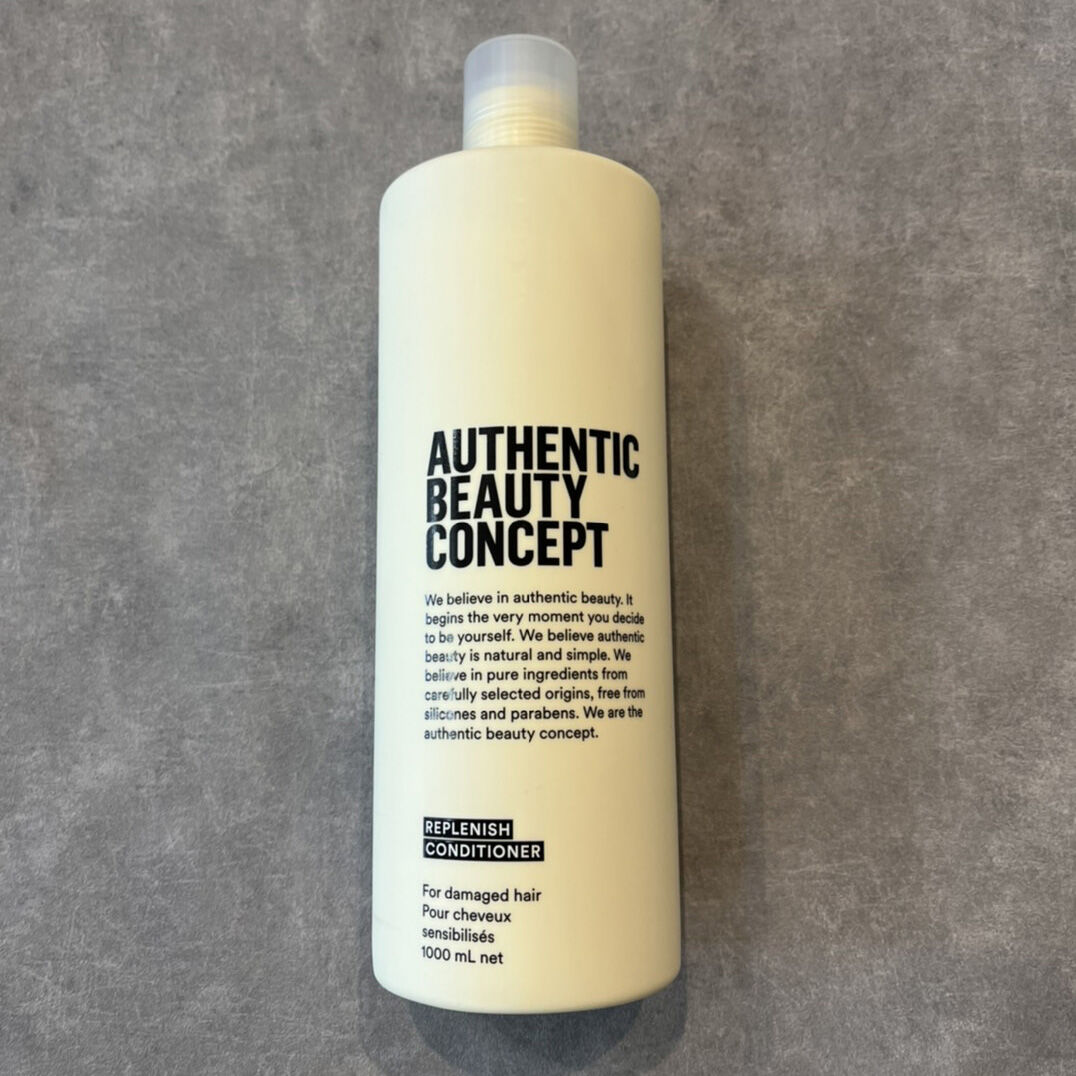 AUTHENTIC
BEAUTY
CONCEPT
We believe in authentic beauty. It
begins the very moment you decide
to be yourself. We believe authentic
beauty is natural and simple. We
believe in pure ingredients from
carefully selected origins, free from
silicones and parabens. We are the
authentic beauty concept.
REPLENISH
CONDITIONER
For damaged hair
Pour cheveux
sensibilisés
1000 mL net